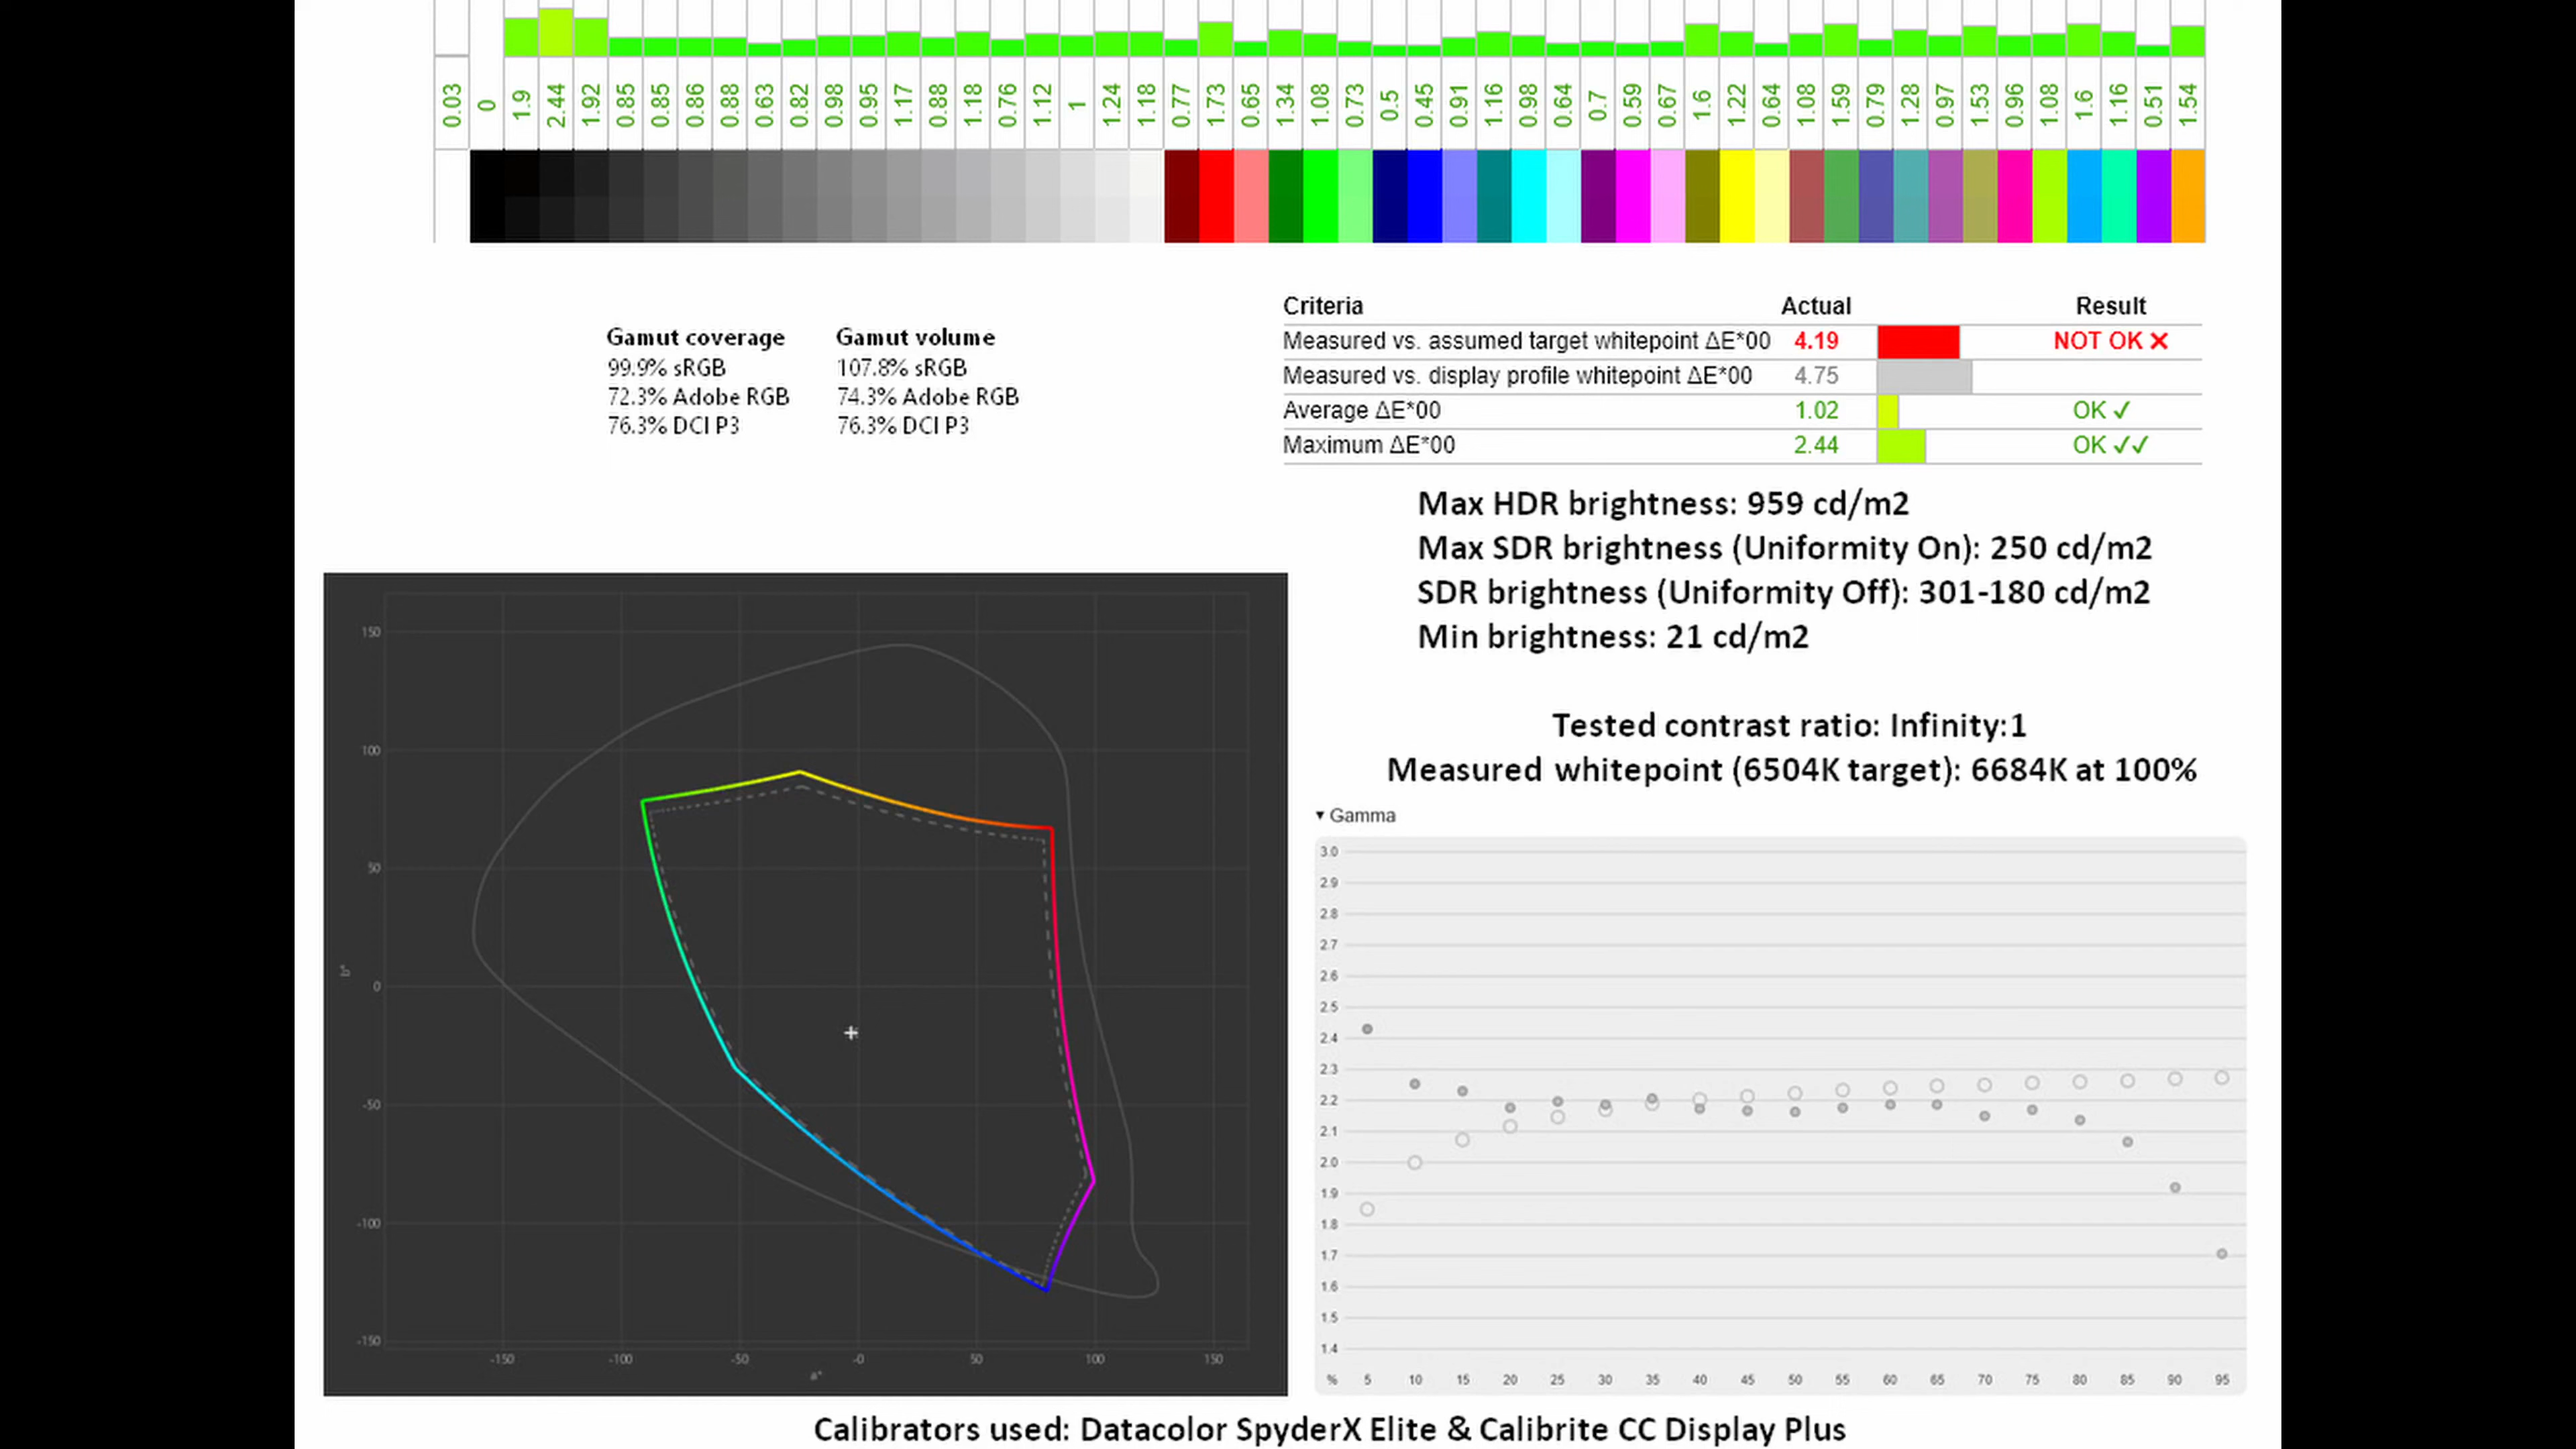 0.03 0 1.9 2.44 1.92 0.85 0.85 0.86 0.88 0.63 0.82 0.98 0.95 1.17 0.88 1.18 0.76 1.12 1 1.24 1.18 0.77 1.73 0.65 1.34 1.08 0.73 0.5 0.45 0.91 1.16 0.98 0.64 0.7 0.59 0.67 1.6 1.22 0.64 1.08 1.59 0.79 1.28 0.97 1.53 0.96 1.08 1.6 1.16 0.51 1.54
Gamut coverage
99.9% sRGB
72.3% Adobe RGB
76.3% DCI P3
Gamut volume
107.8% sRGB
74.3% Adobe RGB
76.3% DCI P3
Criteria Actual Result
Measured vs. assumed target whitepoint ΔE*00 4.19 NOT OK ✕
Measured vs. display profile whitepoint ΔE*00 4.75
Average ΔE*00 1.02 OK ✓
Maximum ΔE*00 2.44 OK ✓✓
Max HDR brightness: 959 cd/m2
Max SDR brightness (Uniformity On): 250 cd/m2
SDR brightness (Uniformity Off): 301-180 cd/m2
Min brightness: 21 cd/m2
Tested contrast ratio: Infinity:1
Measured whitepoint (6504K target): 6684K at 100%
150
100
50
0
-50
-100
-150
b*
-150 -100 -50 -0 50 100 150
a*
▾ Gamma
3.0
2.9
2.8
2.7
2.6
2.5
2.4
2.3
2.2
2.1
2.0
1.9
1.8
1.7
1.6
1.5
1.4
% 5 10 15 20 25 30 35 40 45 50 55 60 65 70 75 80 85 90 95
Calibrators used: Datacolor SpyderX Elite & Calibrite CC Display Plus